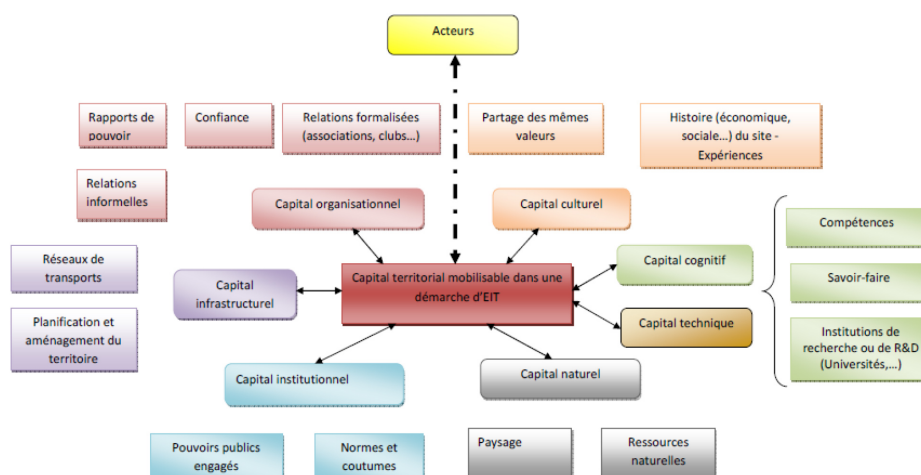 Acteurs
Rapports de
pouvoir
Confiance
Relations formalisées
(associations, clubs...)
Partage des mêmes
valeurs
Histoire (économique,
sociale...) du site -
Expériences
Relations
informelles
Capital organisationnel
Capital culturel
Compétences
Réseaux de
transports
Capital
infrastructurel
Capital territorial mobilisable dans une
démarche d'EIT
Capital cognitif
Savoir-faire
Planification et
aménagement du
territoire
Capital technique
Institutions de
recherche ou de R&D
(Universités,...)
Capital institutionnel
Capital naturel
Pouvoirs publics
engagés
Normes et
coutumes
Paysage
Ressources
naturelles